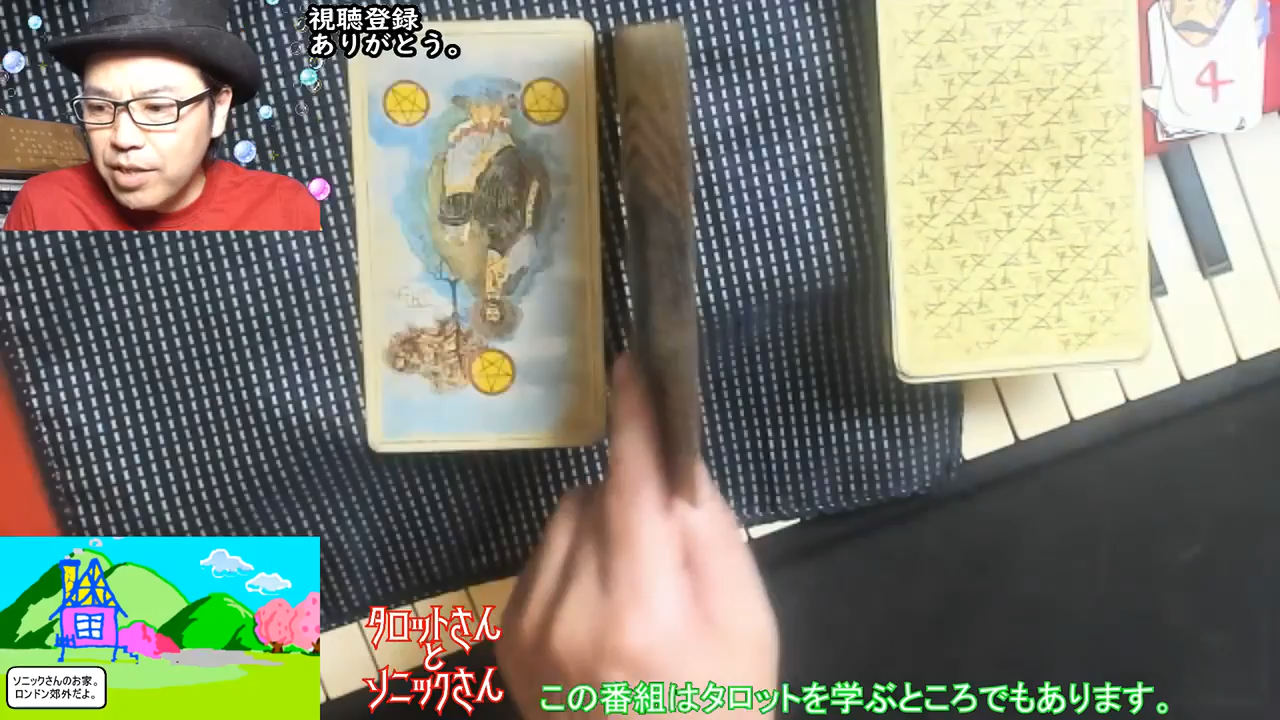 視聴登録
ありがとう。
4
ソニックさんのお家。
ロンドン郊外だよ。
タロットさん
と
ソニックさん
この番組はタロットを学ぶところでもあります。